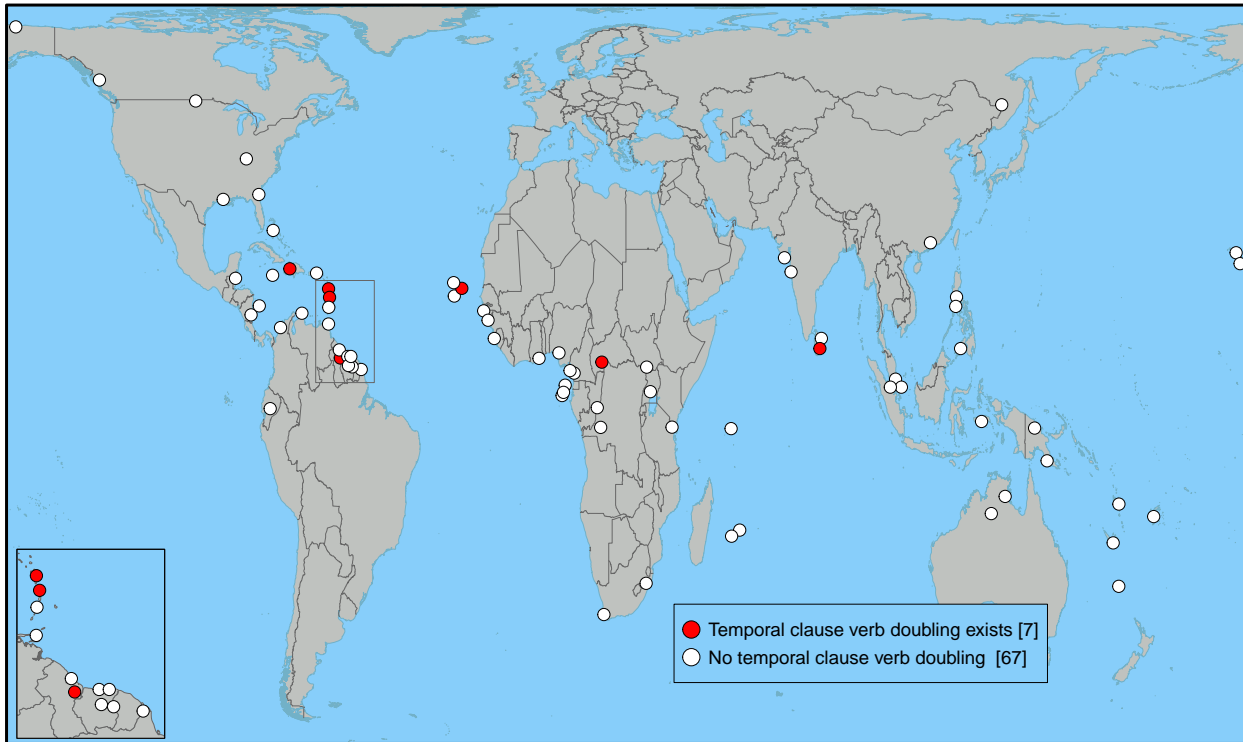 Temporal clause verb doubling exists [7]
No temporal clause verb doubling [67]